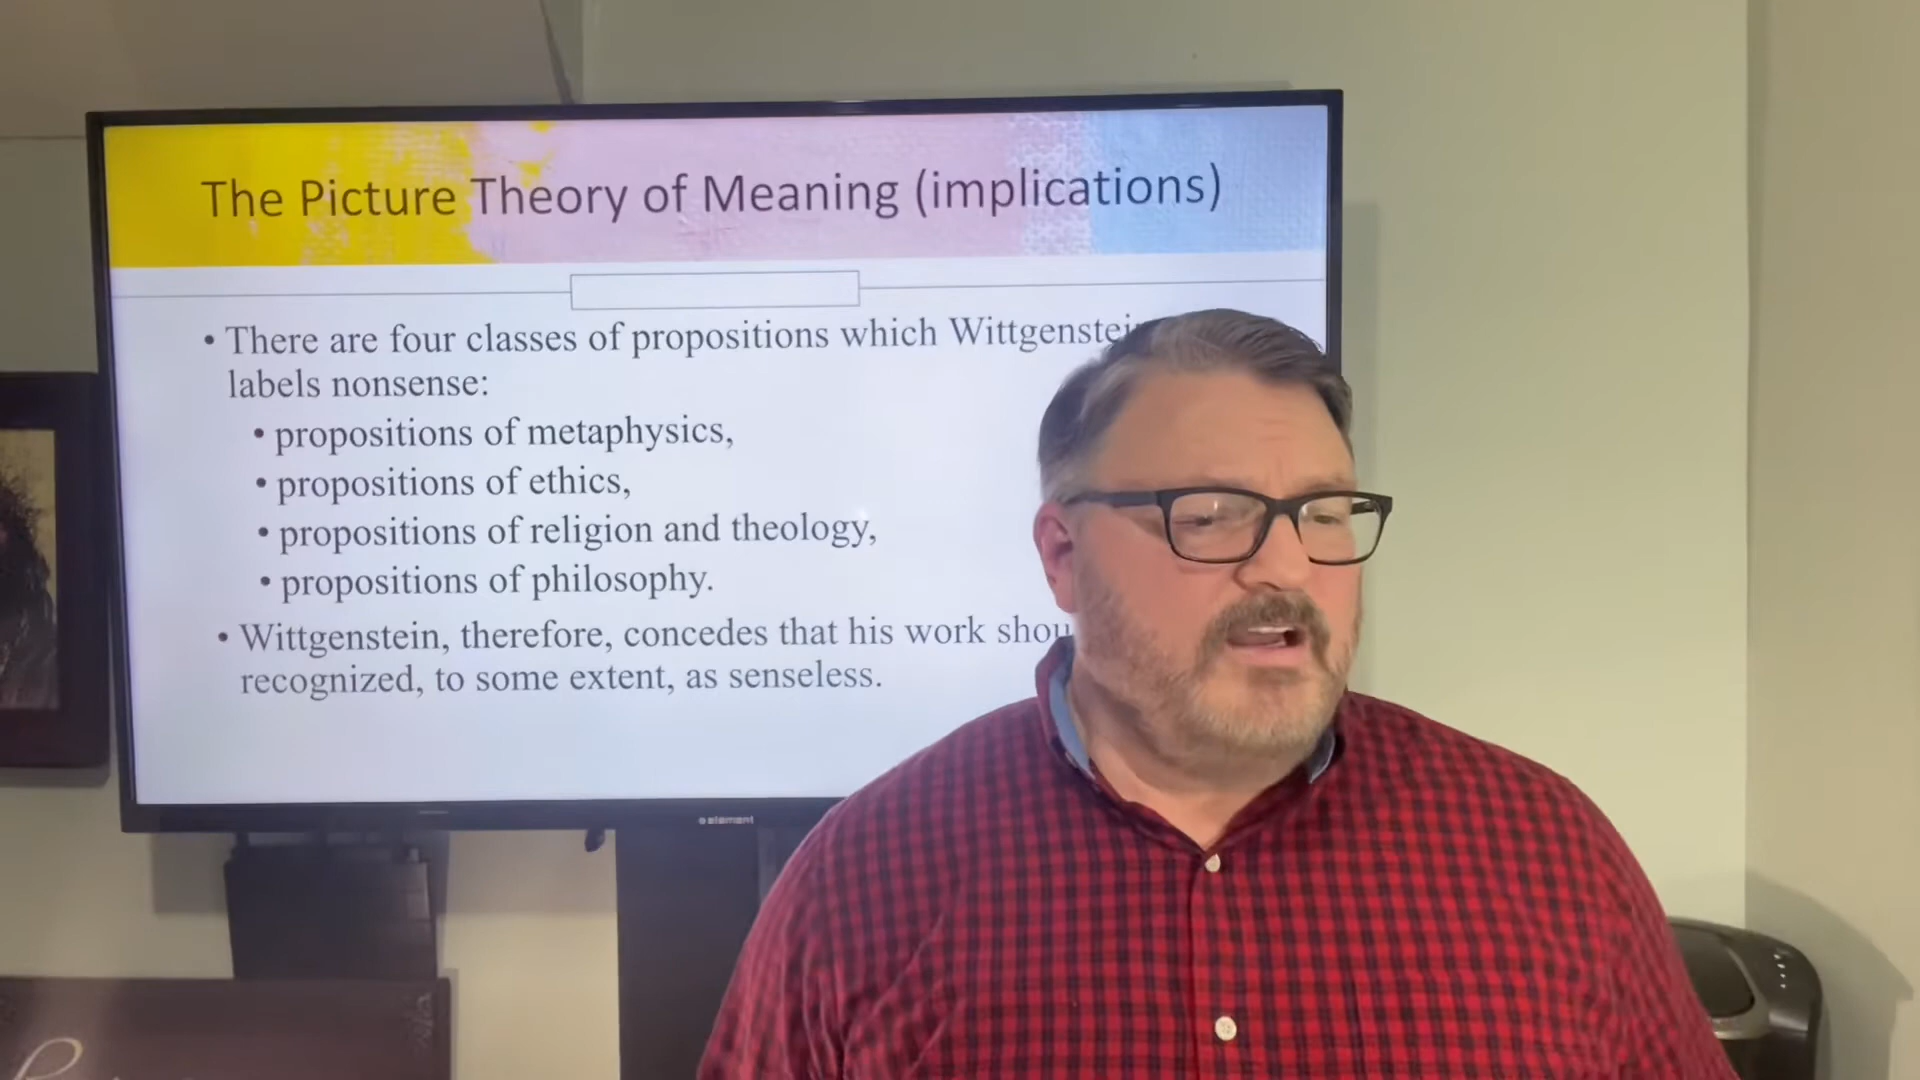 The Picture Theory of Meaning (implications)
• There are four classes of propositions which
labels nonsense:
• propositions of metaphysics,
• propositions of ethics,
• propositions of religion and theology,
• propositions of philosophy.
• Wittgenstein, therefore, concedes that his work
recognized, to some extent, as senseless.
element